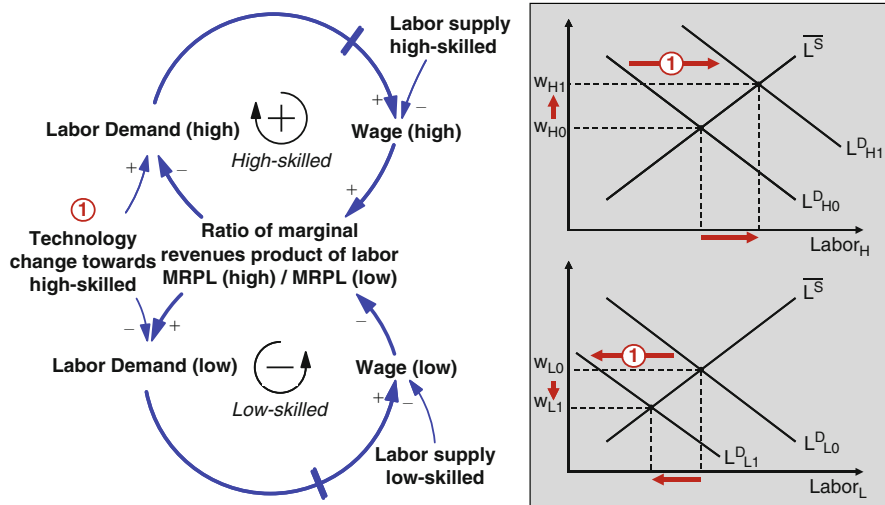 Labor supply
high-skilled
+
−
Labor Demand (high)
+
High-skilled
Wage (high)
+
−
+
1
Technology
change towards
high-skilled
Ratio of marginal
revenues product of labor
MRPL (high) / MRPL (low)
−
+
−
Labor Demand (low)
−
Low-skilled
Wage (low)
+
−
Labor supply
low-skilled
1
L^S
w_H1
w_H0
L^D_H1
L^D_H0
Labor_H
L^S
1
w_L0
w_L1
L^D_L1
L^D_L0
Labor_L